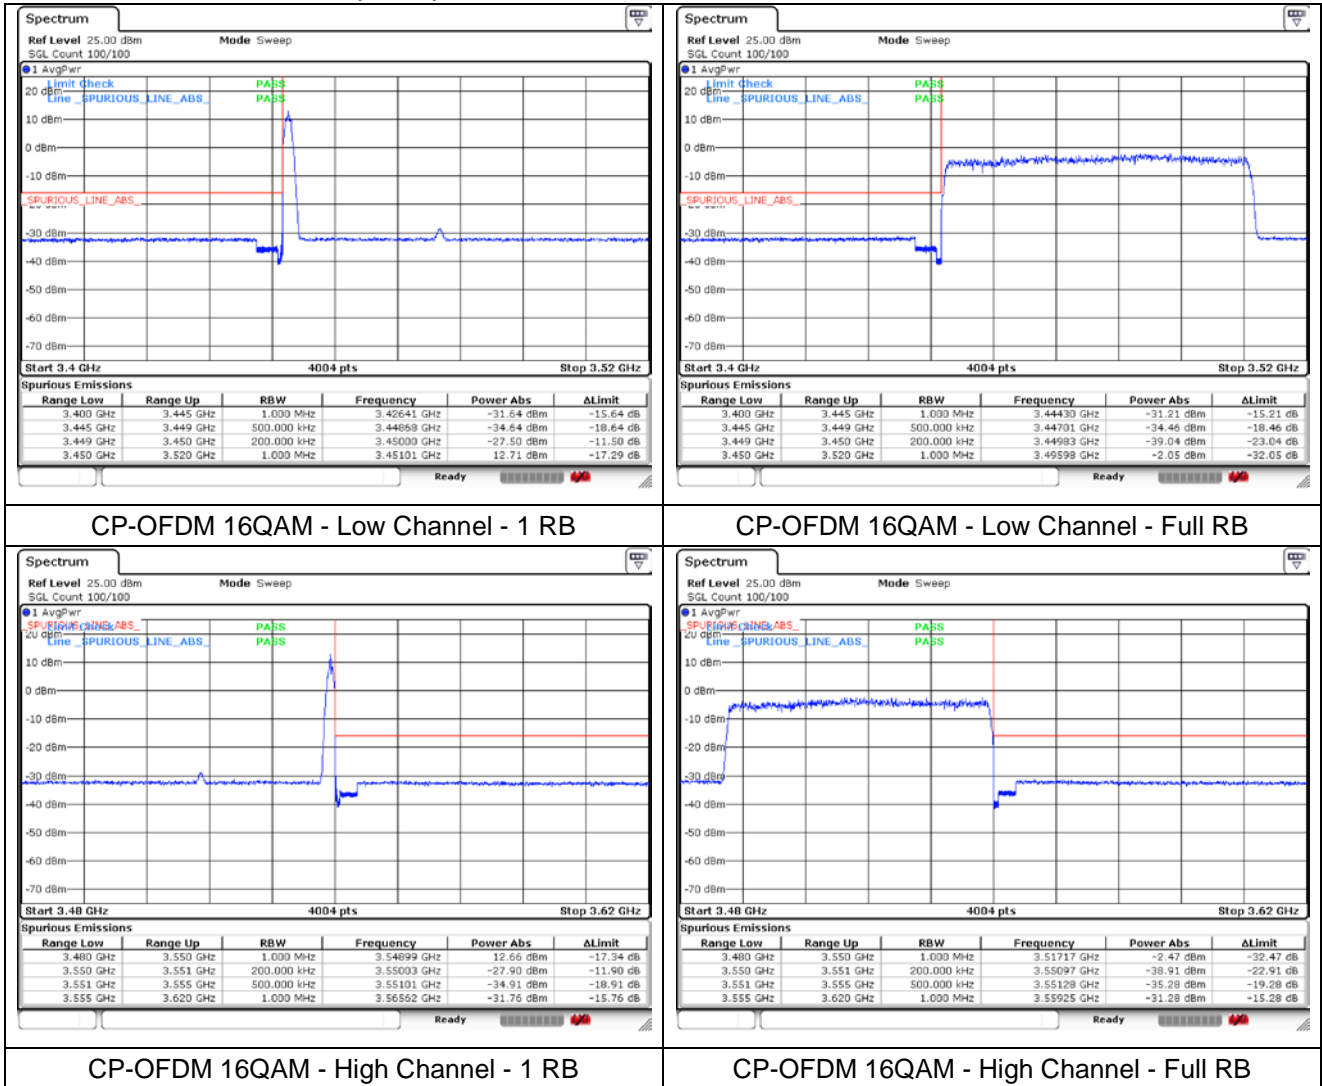 Spectrum
Ref Level 25.00 dBm Mode Sweep
SGL Count 100/100
1 AvgPwr
Limit Check PASS
20 dBm
Line _SPURIOUS_LINE_ABS_ PASS
10 dBm
0 dBm
-10 dBm
_SPURIOUS_LINE_ABS_
-20 dBm
-30 dBm
-40 dBm
-50 dBm
-60 dBm
-70 dBm
Start 3.4 GHz 4004 pts Stop 3.52 GHz
Spurious Emissions
Range Low Range Up RBW Frequency Power Abs ΔLimit
3.400 GHz 3.445 GHz 1.000 MHz 3.42641 GHz -31.64 dBm -15.64 dB
3.445 GHz 3.449 GHz 500.000 kHz 3.44868 GHz -34.64 dBm -18.64 dB
3.449 GHz 3.450 GHz 200.000 kHz 3.45000 GHz -27.50 dBm -11.50 dB
3.450 GHz 3.520 GHz 1.000 MHz 3.45101 GHz 12.71 dBm -17.29 dB
Ready
CP-OFDM 16QAM - Low Channel - 1 RB
Spectrum
Ref Level 25.00 dBm Mode Sweep
SGL Count 100/100
1 AvgPwr
Limit Check PASS
20 dBm
Line _SPURIOUS_LINE_ABS_ PASS
10 dBm
0 dBm
-10 dBm
_SPURIOUS_LINE_ABS_
-20 dBm
-30 dBm
-40 dBm
-50 dBm
-60 dBm
-70 dBm
Start 3.4 GHz 4004 pts Stop 3.52 GHz
Spurious Emissions
Range Low Range Up RBW Frequency Power Abs ΔLimit
3.400 GHz 3.445 GHz 1.000 MHz 3.44430 GHz -31.21 dBm -15.21 dB
3.445 GHz 3.449 GHz 500.000 kHz 3.44701 GHz -34.46 dBm -18.46 dB
3.449 GHz 3.450 GHz 200.000 kHz 3.44983 GHz -39.04 dBm -23.04 dB
3.450 GHz 3.520 GHz 1.000 MHz 3.49598 GHz -2.05 dBm -32.05 dB
Ready
CP-OFDM 16QAM - Low Channel - Full RB
Spectrum
Ref Level 25.00 dBm Mode Sweep
SGL Count 100/100
1 AvgPwr
_SPURIOUS_LINE_ABS_
Limit Check PASS
20 dBm
Line _SPURIOUS_LINE_ABS_ PASS
10 dBm
0 dBm
-10 dBm
-20 dBm
-30 dBm
-40 dBm
-50 dBm
-60 dBm
-70 dBm
Start 3.48 GHz 4004 pts Stop 3.62 GHz
Spurious Emissions
Range Low Range Up RBW Frequency Power Abs ΔLimit
3.480 GHz 3.550 GHz 1.000 MHz 3.54899 GHz 12.66 dBm -17.34 dB
3.550 GHz 3.551 GHz 200.000 kHz 3.55003 GHz -27.90 dBm -11.90 dB
3.551 GHz 3.555 GHz 500.000 kHz 3.55101 GHz -34.91 dBm -18.91 dB
3.555 GHz 3.620 GHz 1.000 MHz 3.56562 GHz -31.76 dBm -15.76 dB
Ready
CP-OFDM 16QAM - High Channel - 1 RB
Spectrum
Ref Level 25.00 dBm Mode Sweep
SGL Count 100/100
1 AvgPwr
_SPURIOUS_LINE_ABS_
Limit Check PASS
20 dBm
Line _SPURIOUS_LINE_ABS_ PASS
10 dBm
0 dBm
-10 dBm
-20 dBm
-30 dBm
-40 dBm
-50 dBm
-60 dBm
-70 dBm
Start 3.48 GHz 4004 pts Stop 3.62 GHz
Spurious Emissions
Range Low Range Up RBW Frequency Power Abs ΔLimit
3.480 GHz 3.550 GHz 1.000 MHz 3.51717 GHz -2.47 dBm -32.47 dB
3.550 GHz 3.551 GHz 200.000 kHz 3.55097 GHz -38.91 dBm -22.91 dB
3.551 GHz 3.555 GHz 500.000 kHz 3.55128 GHz -35.28 dBm -19.28 dB
3.555 GHz 3.620 GHz 1.000 MHz 3.55925 GHz -31.28 dBm -15.28 dB
Ready
CP-OFDM 16QAM - High Channel - Full RB